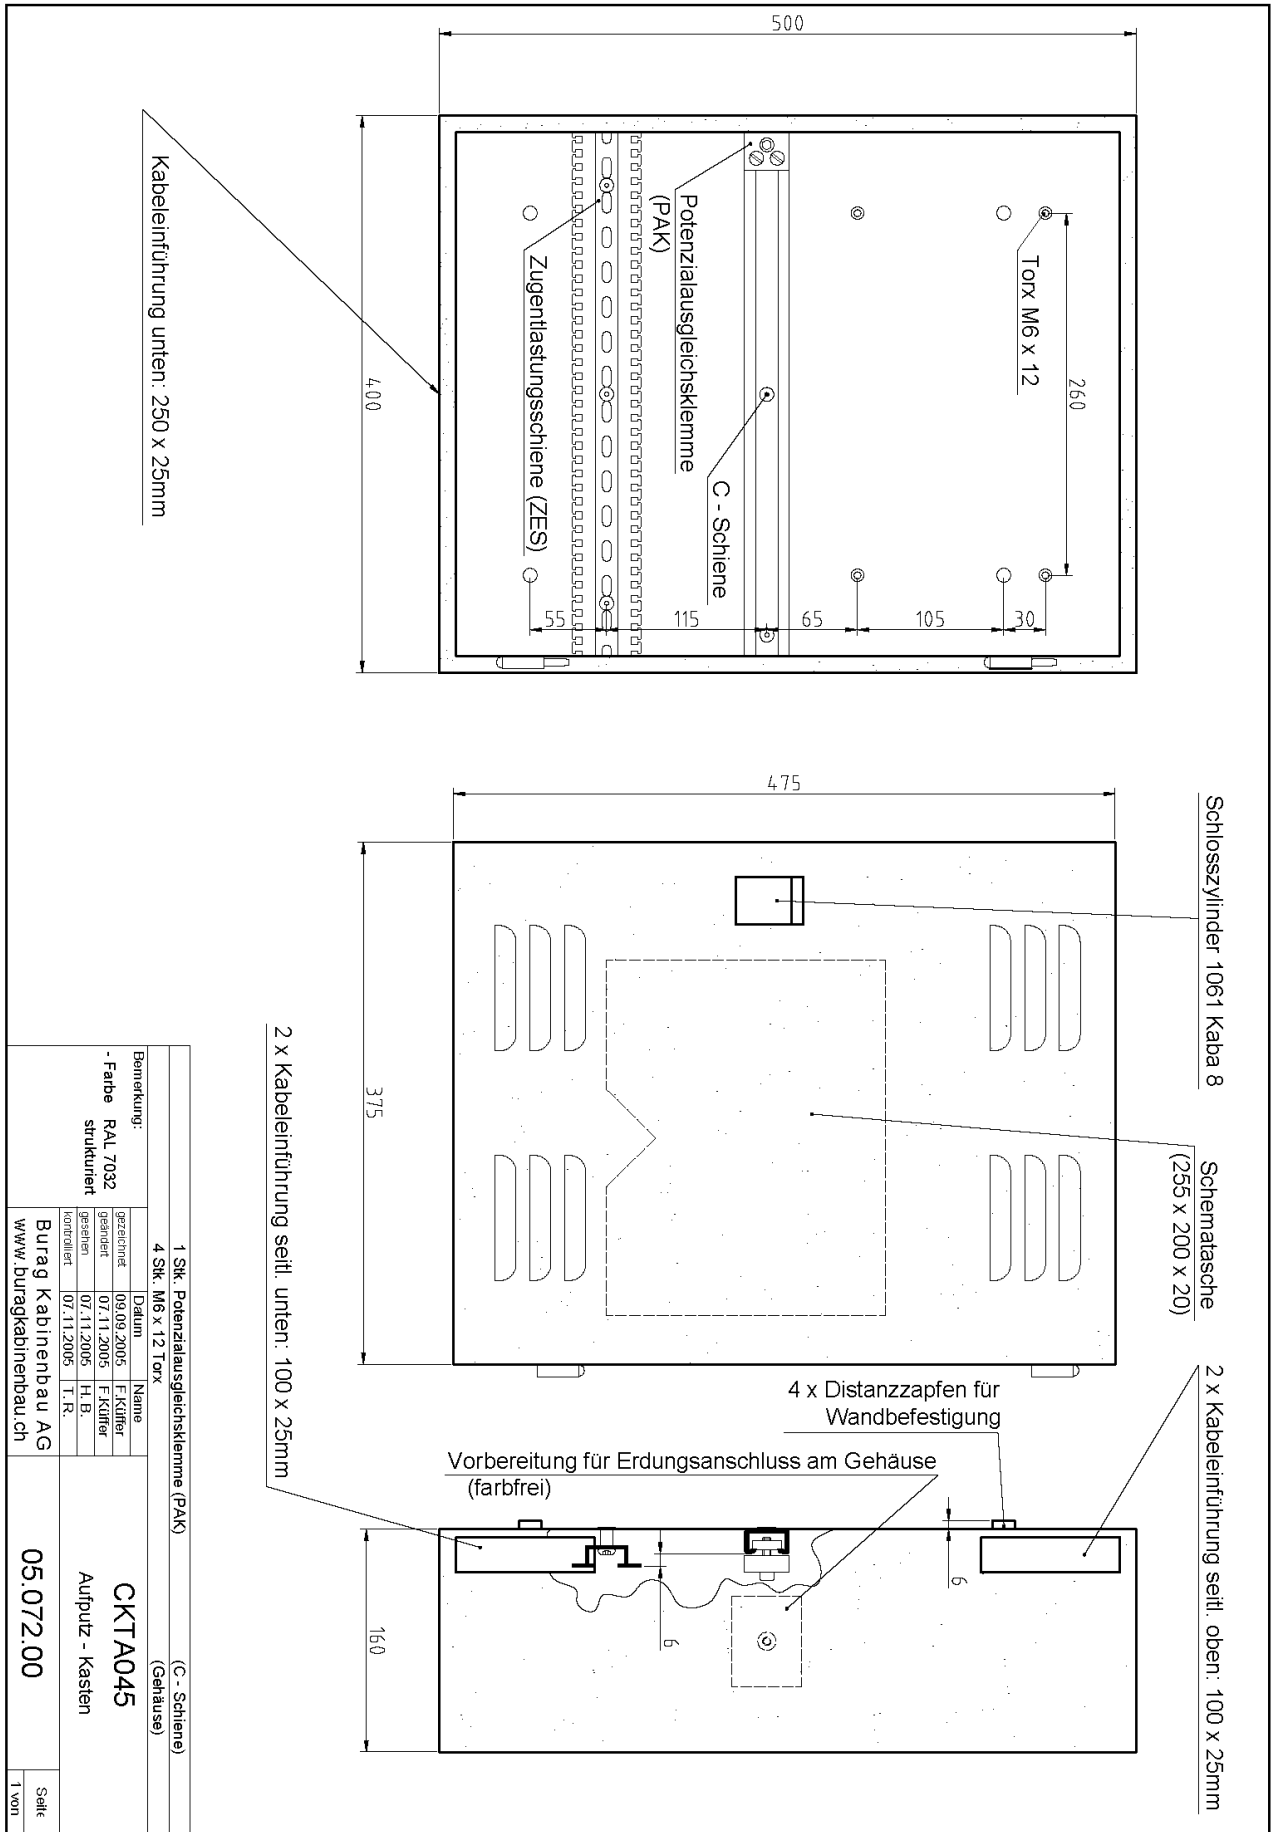 500
400
Kabeleinführung unten: 250 x 25mm
Potenzialausgleichsklemme
(PAK)
Zugentlastungsschiene (ZES)
Torx M6 x 12
260
C - Schiene
55
115
65
105
30
475
375
Schlosszylinder 1061 Kaba 8
Schematasche
(255 x 200 x 20)
2 x Kabeleinführung seitl. oben: 100 x 25mm
2 x Kabeleinführung seitl. unten: 100 x 25mm
4 x Distanzzapfen für
Wandbefestigung
Vorbereitung für Erdungsanschluss am Gehäuse
(farbfrei)
6
6
160
1 Stk. Potenzialausgleichsklemme (PAK) (C - Schiene)
4 Stk. M6 x 12 Torx (Gehäuse)
Bemerkung:
- Farbe RAL 7032
strukturiert
Datum Name
gezeichnet 09.09.2005 F.Küffer
geändert 07.11.2005 F.Küffer
gesehen 07.11.2005 H.B.
kontrolliert 07.11.2005 T.R.
CKTA045
Aufputz - Kasten
Burag Kabinenbau AG
www.buragkabinenbau.ch
05.072.00
Seite
1 von